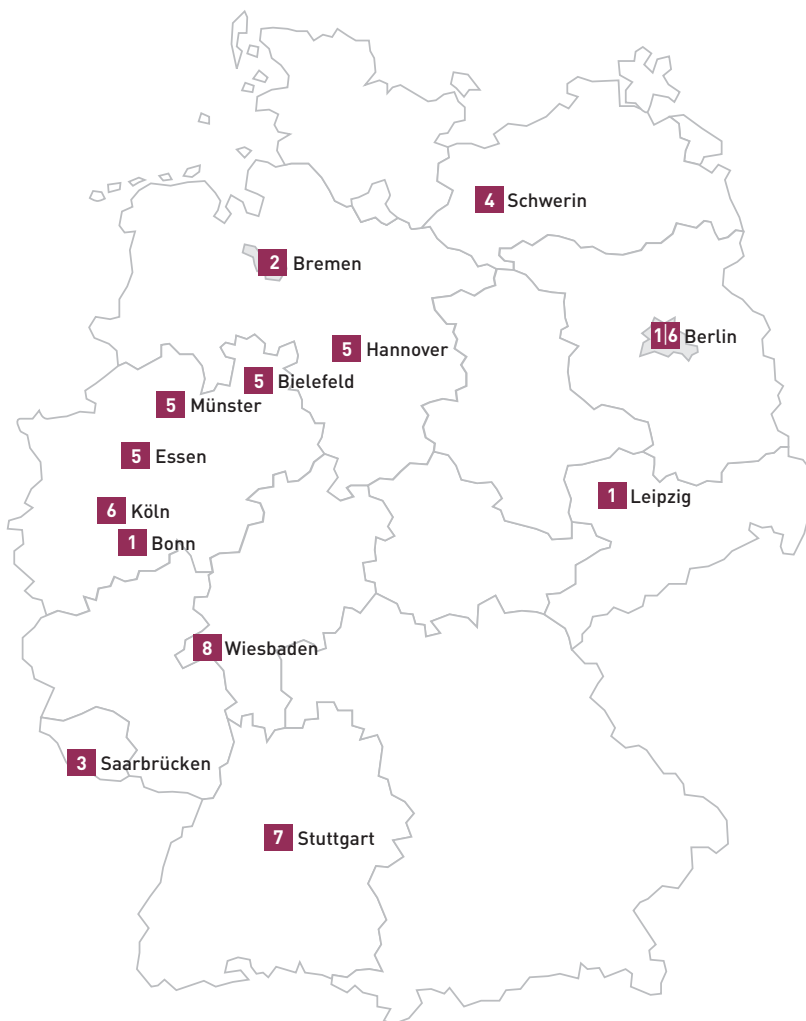 4 Schwerin
2 Bremen
1|6 Berlin
5 Hannover
5 Bielefeld
5 Münster
5 Essen
1 Leipzig
6 Köln
1 Bonn
8 Wiesbaden
3 Saarbrücken
7 Stuttgart